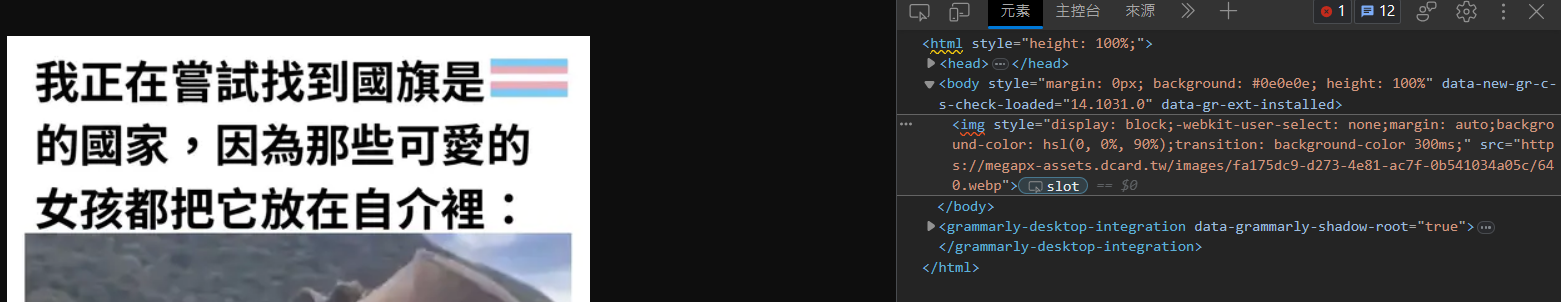 我正在嘗試找到國旗是
的國家,因為那些可愛的
女孩都把它放在自介裡:
元素 主控台 來源 1 12
<html style="height: 100%;">
<head> </head>
<body style="margin: 0px; background: #0e0e0e; height: 100%" data-new-gr-c-
s-check-loaded="14.1031.0" data-gr-ext-installed>
<img style="display: block;-webkit-user-select: none;margin: auto;backgro
und-color: hsl(0, 0%, 90%);transition: background-color 300ms;" src="http
s://megapx-assets.dcard.tw/images/fa175dc9-d273-4e81-ac7f-0b541034a05c/64
0.webp"> slot == $0
</body>
<grammarly-desktop-integration data-grammarly-shadow-root="true">
</grammarly-desktop-integration>
</html>